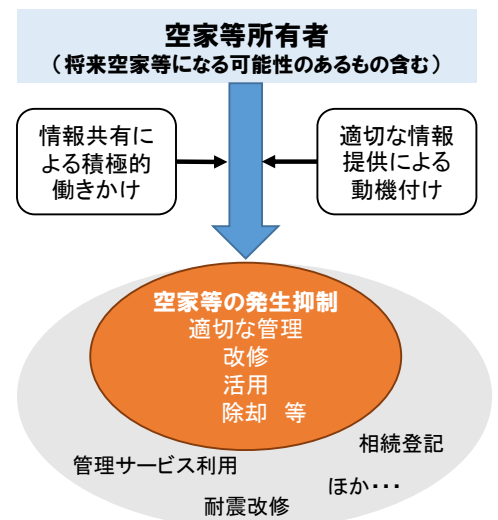 空家等所有者
（将来空家等になる可能性のあるもの含む）
情報共有に
よる積極的
働きかけ
適切な情報
提供による
動機付け
空家等の発生抑制
適切な管理
改修
活用
除却　等
相続登記
管理サービス利用
ほか・・・
耐震改修